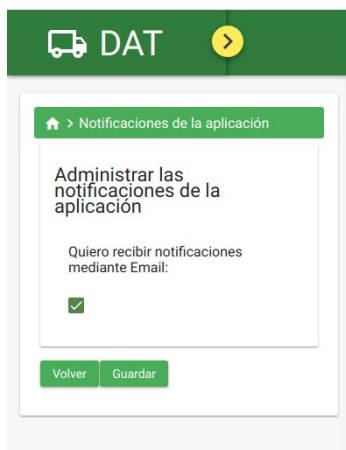 DAT
> Notificaciones de la aplicación
Administrar las
notificaciones de la
aplicación
Quiero recibir notificaciones
mediante Email:
Volver Guardar